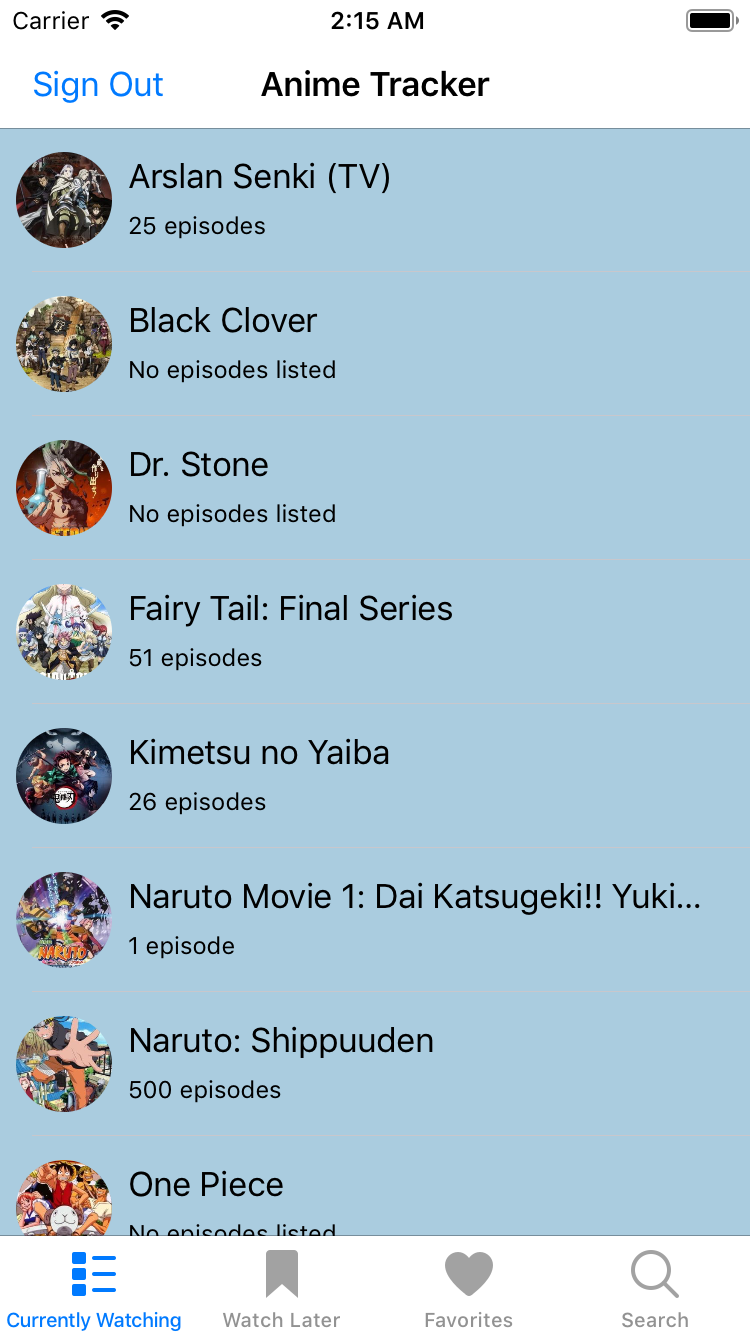 Carrier 2:15 AM
Sign Out Anime Tracker
Arslan Senki (TV)
25 episodes
Black Clover
No episodes listed
Dr. Stone
No episodes listed
Fairy Tail: Final Series
51 episodes
Kimetsu no Yaiba
26 episodes
Naruto Movie 1: Dai Katsugeki!! Yuki...
1 episode
NARUTO
Naruto: Shippuuden
500 episodes
One Piece
No episodes listed
Currently Watching Watch Later Favorites Search